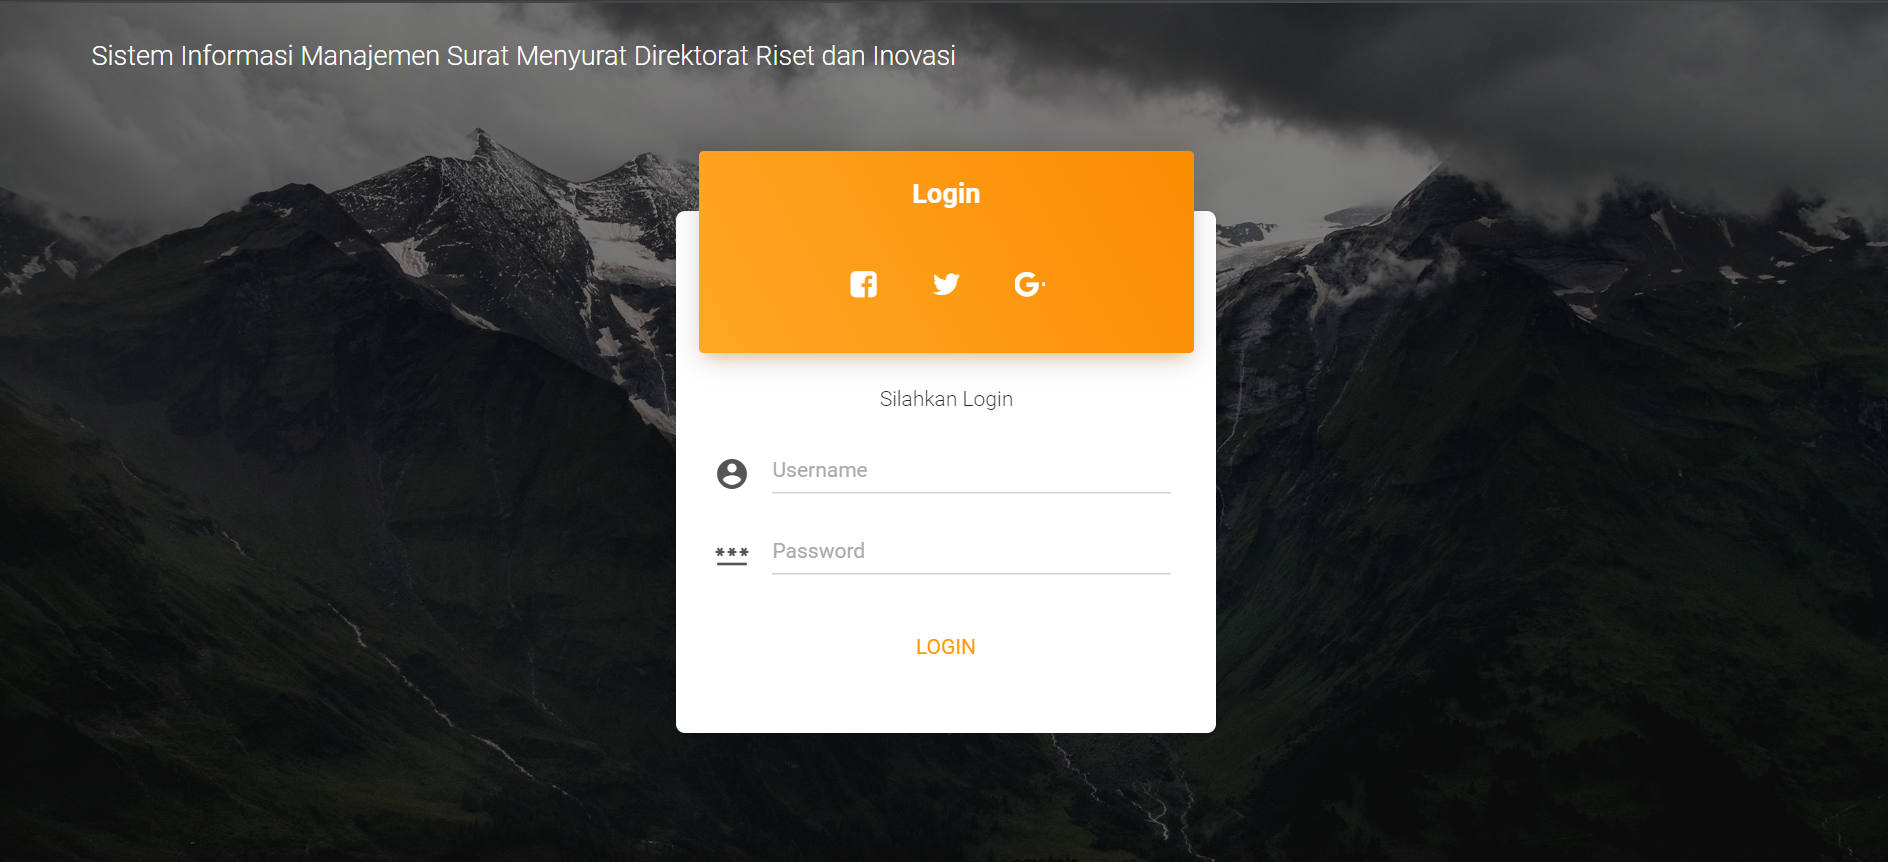 Sistem Informasi Manajemen Surat Menyurat Direktorat Riset dan Inovasi
Login
Silahkan Login
Username
Password
LOGIN